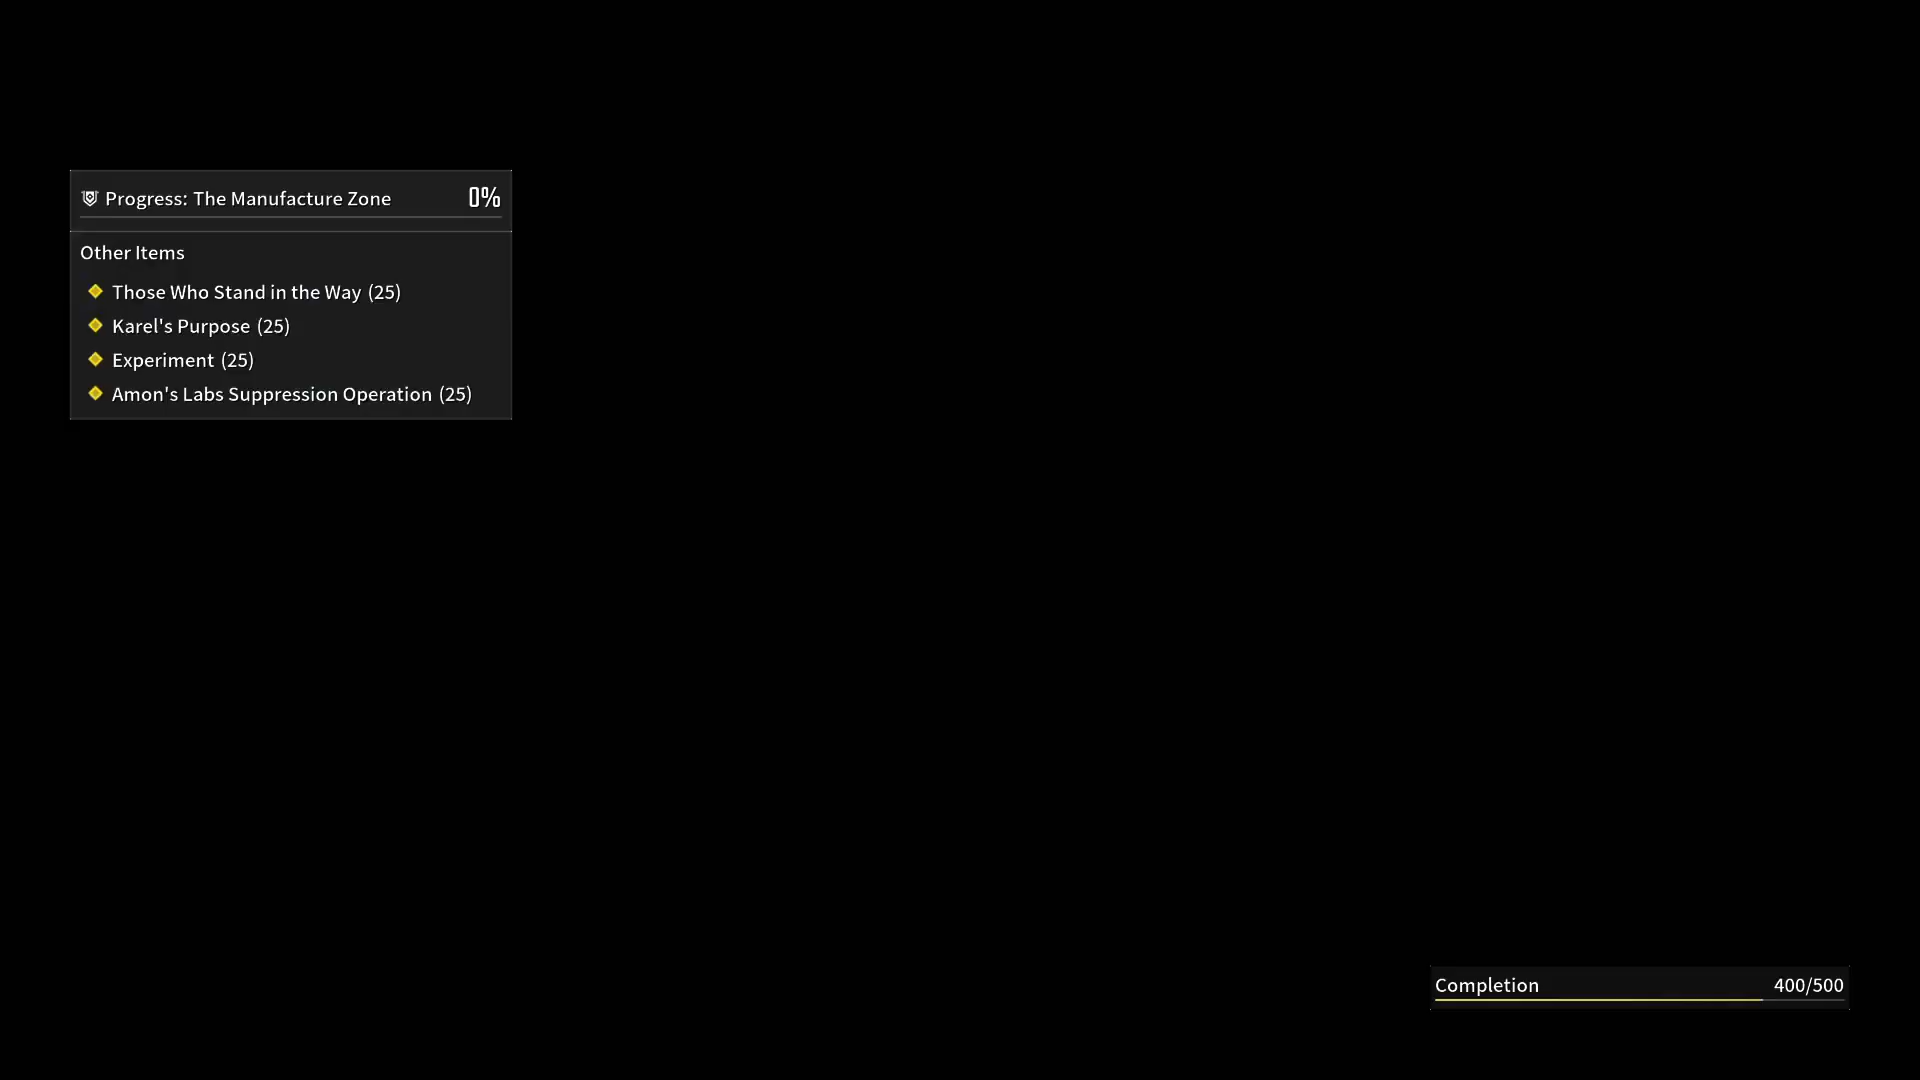 Progress: The Manufacture Zone 0%
Other Items
Those Who Stand in the Way (25)
Karel's Purpose (25)
Experiment (25)
Amon's Labs Suppression Operation (25)
Completion 400/500